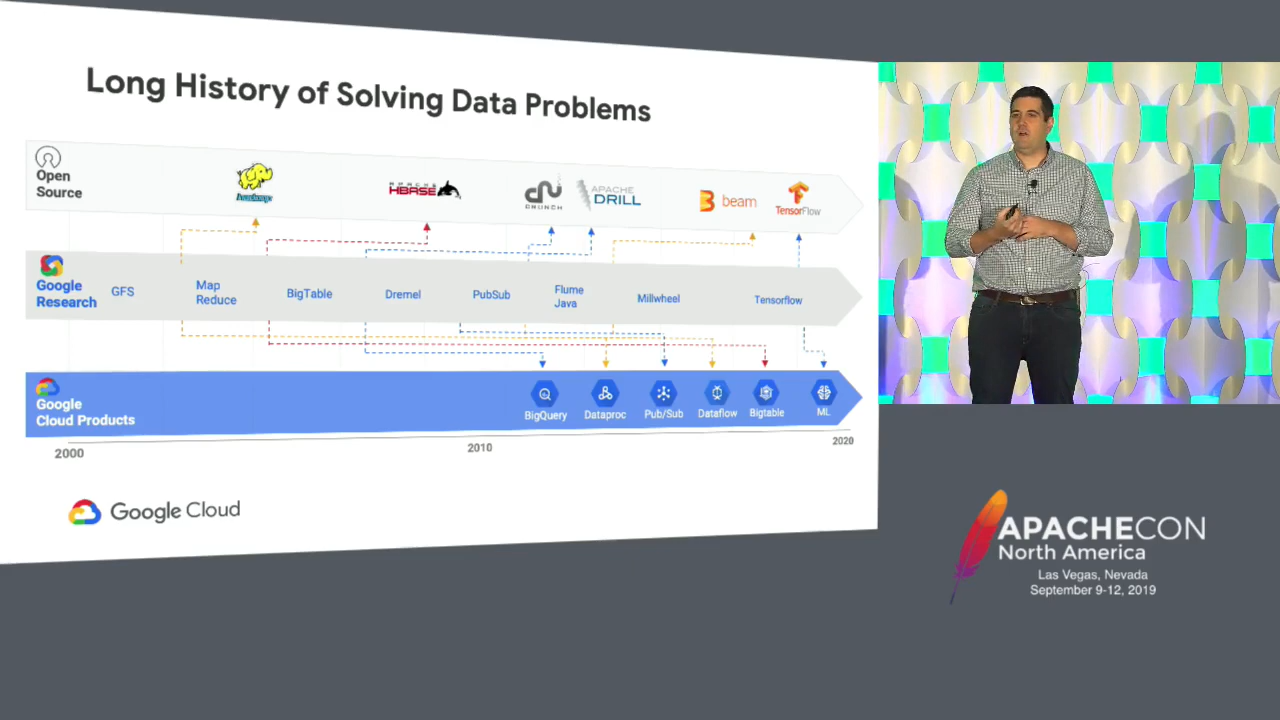 Long History of Solving Data Problems
Open
Source
hadoop
APACHE
HBASE
CRUNCH
APACHE
DRILL
beam
TensorFlow
Google
Research
GFS
Map
Reduce
BigTable
Dremel
PubSub
Flume
Java
Millwheel
Tensorflow
Google
Cloud Products
BigQuery
Dataproc
Pub/Sub
Dataflow
Bigtable
ML
2000
2010
2020
Google Cloud
APACHECON
North America
Las Vegas, Nevada
September 9-12, 2019